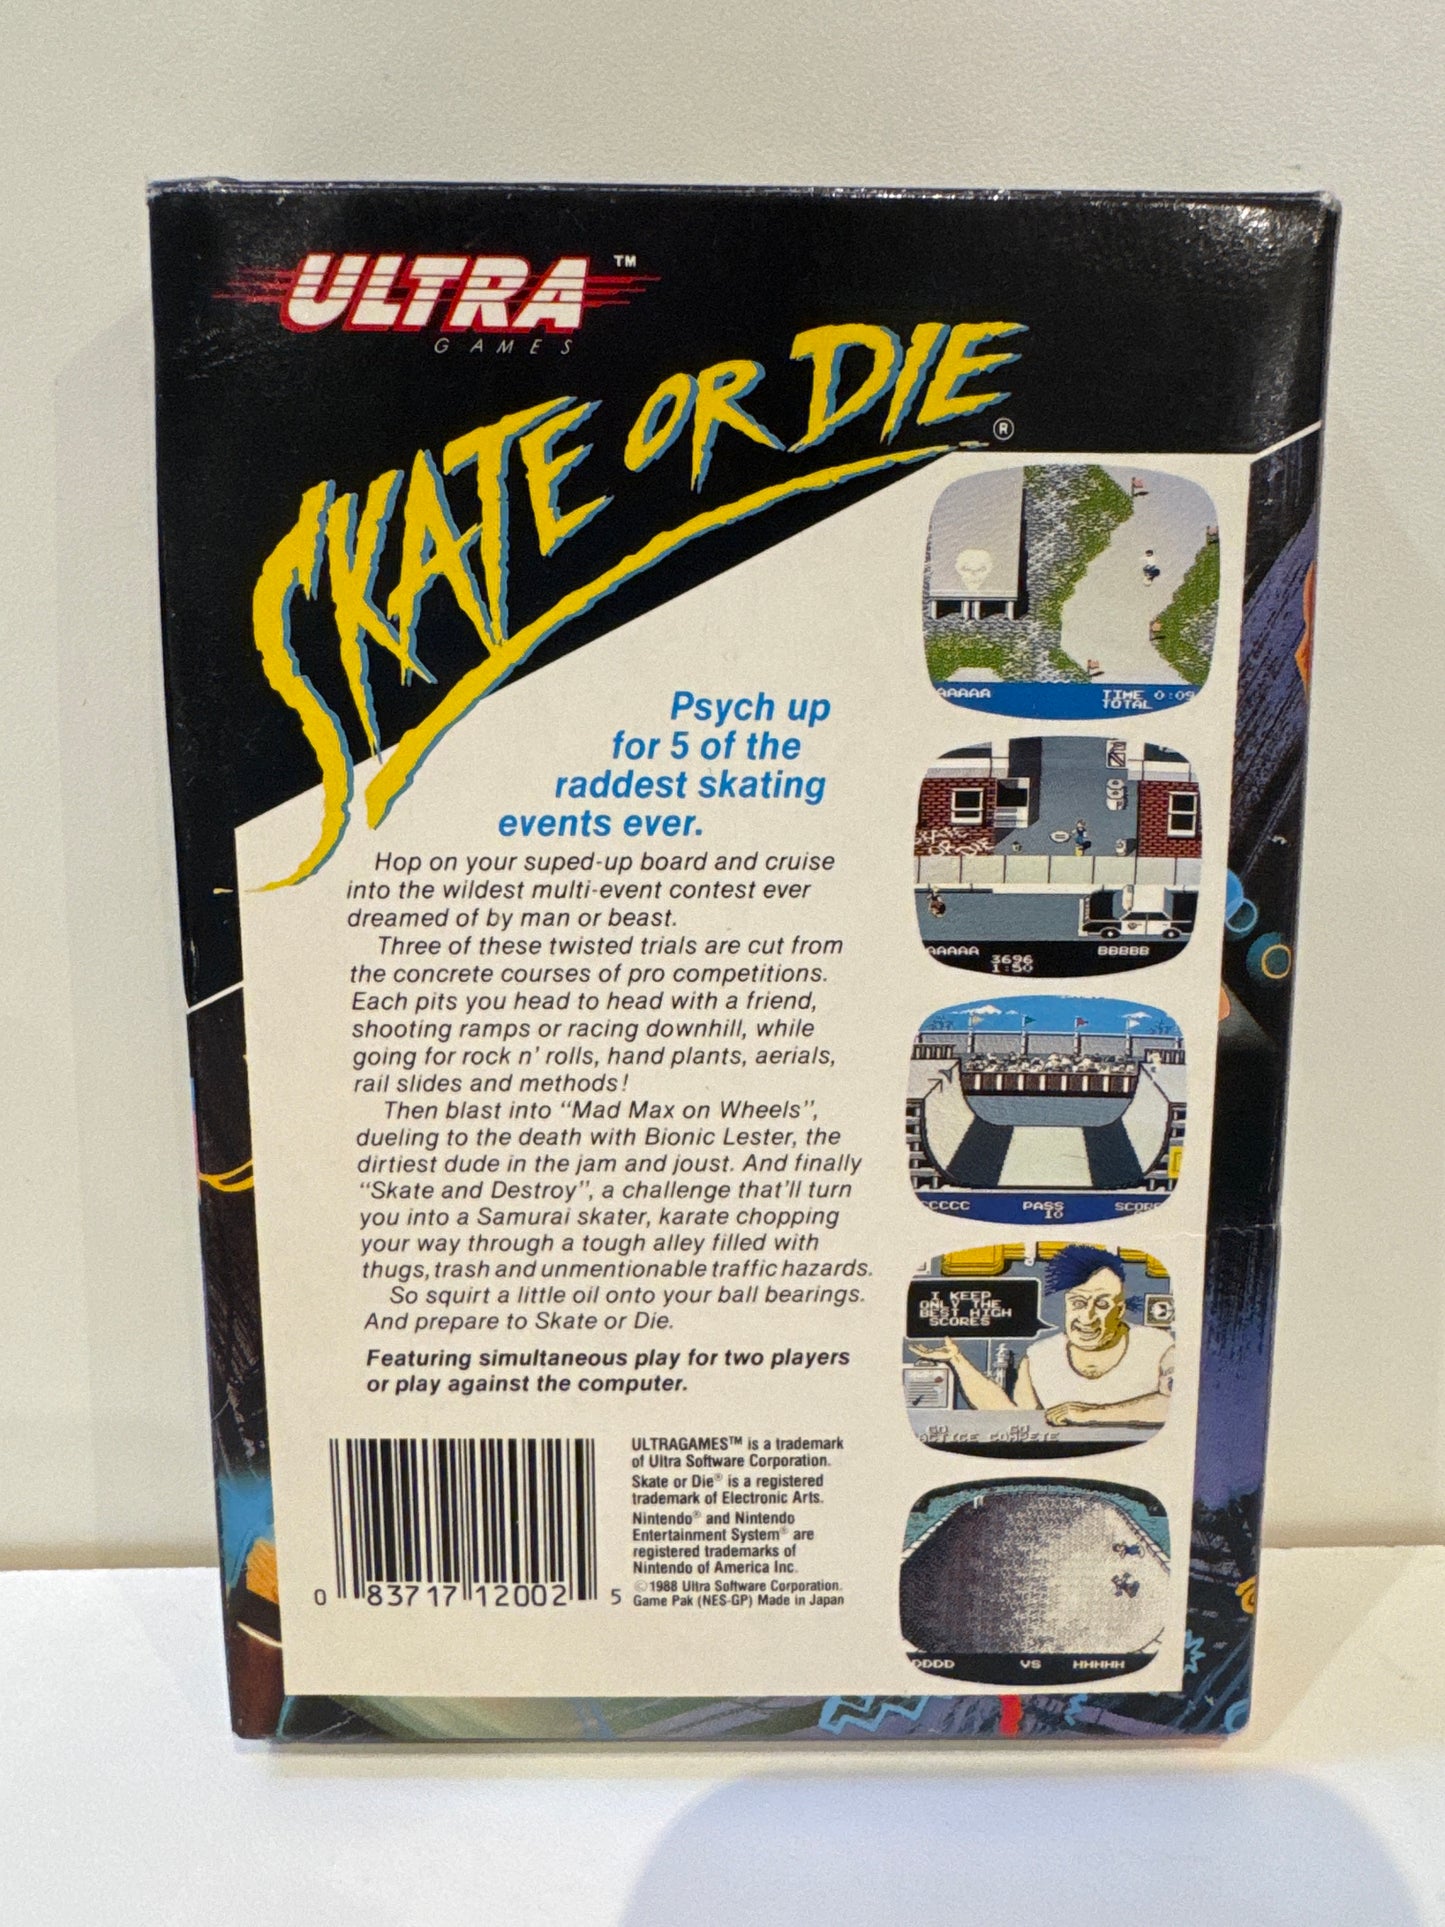 ULTRA™
GAMES
SKATE OR DIE®
Psych up
for 5 of the
raddest skating
events ever.
Hop on your suped-up board and cruise
into the wildest multi-event contest ever
dreamed of by man or beast.
Three of these twisted trials are cut from
the concrete courses of pro competitions.
Each pits you head to head with a friend,
shooting ramps or racing downhill, while
going for rock n' rolls, hand plants, aerials,
rail slides and methods!
Then blast into "Mad Max on Wheels",
dueling to the death with Bionic Lester, the
dirtiest dude in the jam and joust. And finally
"Skate and Destroy", a challenge that'll turn
you into a Samurai skater, karate chopping
your way through a tough alley filled with
thugs, trash and unmentionable traffic hazards.
So squirt a little oil onto your ball bearings.
And prepare to Skate or Die.
Featuring simultaneous play for two players
or play against the computer.
ULTRAGAMES™ is a trademark
of Ultra Software Corporation.
Skate or Die® is a registered
trademark of Electronic Arts.
Nintendo® and Nintendo
Entertainment System® are
registered trademarks of
Nintendo of America Inc.
©1988 Ultra Software Corporation.
Game Pak (NES-GP) Made in Japan
0 83717 12002 5
AAAAA TIME 0:09
TOTAL
SKATE
OR DIE
AAAAA 3696 BBBBB
1:50
CCCC PASS SCOR
10
I KEEP
ONLY THE
BEST HIGH
SCORES
GO GO
ACTICE COMPETE
DDDD VS HHHHH